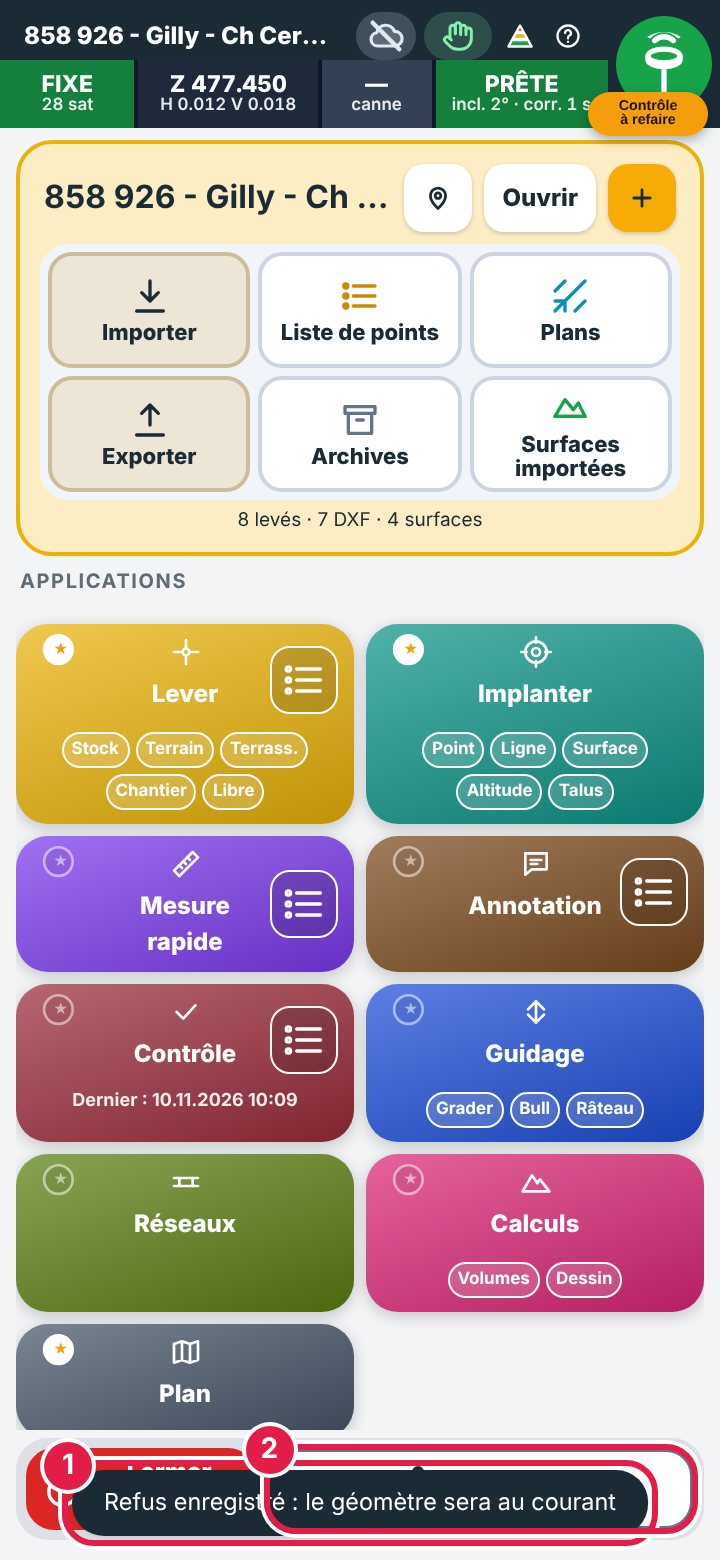 858 926 - Gilly - Ch Cer…
FIXE
28 sat
Z 477.450
H 0.012 V 0.018
—
canne
PRÊTE
incl. 2° · corr. 1 s
Contrôle
à refaire
858 926 - Gilly - Ch …
Ouvrir
+
Importer
Liste de points
Plans
Exporter
Archives
Surfaces
importées
8 levés · 7 DXF · 4 surfaces
APPLICATIONS
Lever
Stock
Terrain
Terrass.
Chantier
Libre
Implanter
Point
Ligne
Surface
Altitude
Talus
Mesure
rapide
Annotation
Contrôle
Dernier : 10.11.2026 10:09
Guidage
Grader
Bull
Râteau
Réseaux
Calculs
Volumes
Dessin
Plan
1
2
Refus enregistré : le géomètre sera au courant